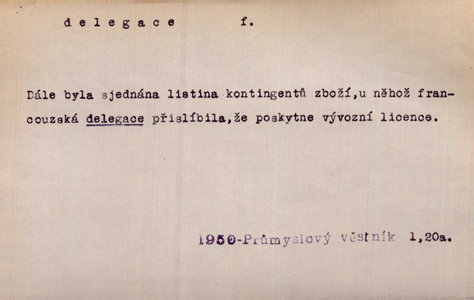 delegace f.
Dále byla sjednána listina kontingentů zboží,u něhož fran-
couzská delegace přislíbila,že poskytne vývozní licence.
1950-Průmyslový věstník 1,20a.